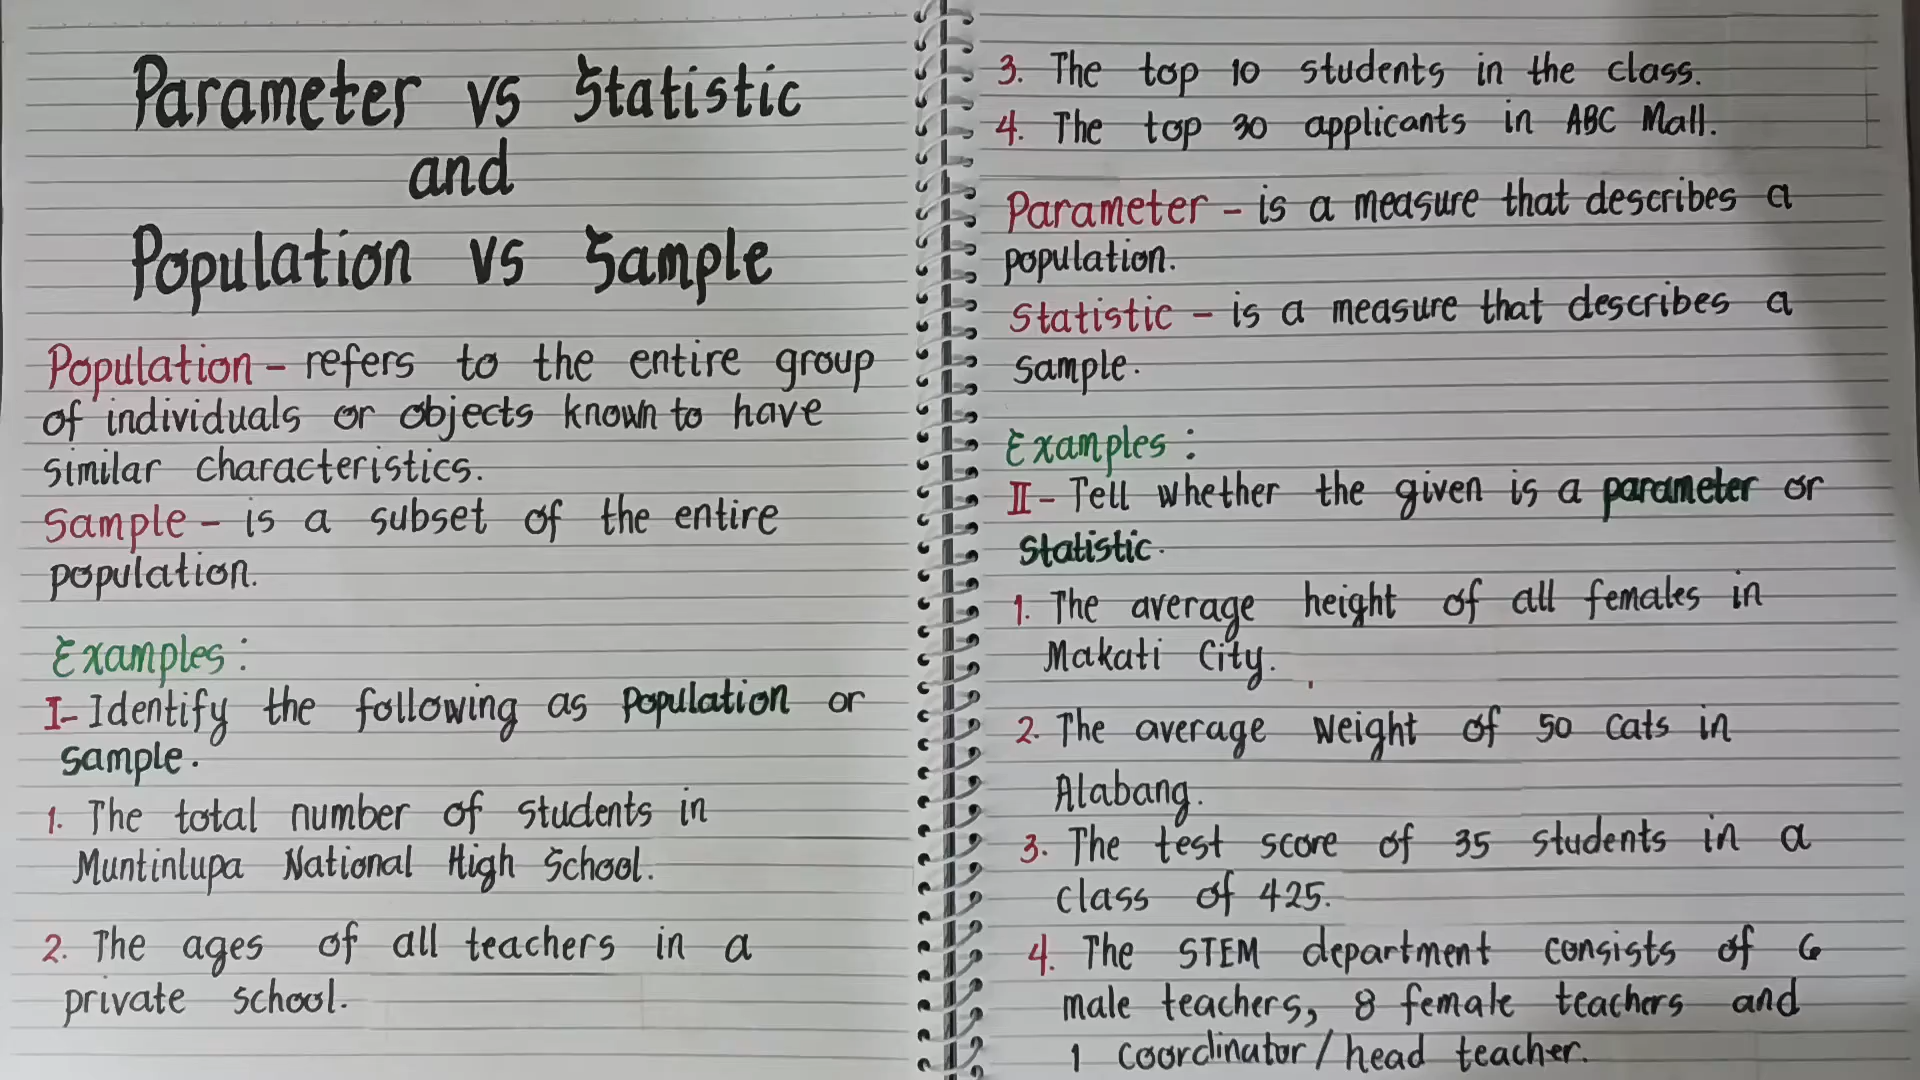 Parameter vs Statistic
and
Population vs Sample
Population - refers to the entire group
of individuals or objects known to have
similar characteristics.
Sample - is a subset of the entire
population.
Examples:
I- Identify the following as population or
sample.
1. The total number of students in
Muntinlupa National High School.
2. The ages of all teachers in a
private school.
3. The top 10 students in the class.
4. The top 30 applicants in ABC Mall.
Parameter - is a measure that describes a
population.
Statistic - is a measure that describes a
sample.
Examples:
II- Tell whether the given is a parameter or
statistic.
1. The average height of all females in
Makati City.
2. The average weight of 50 cats in
Alabang.
3. The test score of 35 students in a
class of 425.
4. The STEM department consists of 6
male teachers, 8 female teachers and
1 coordinator/head teacher.